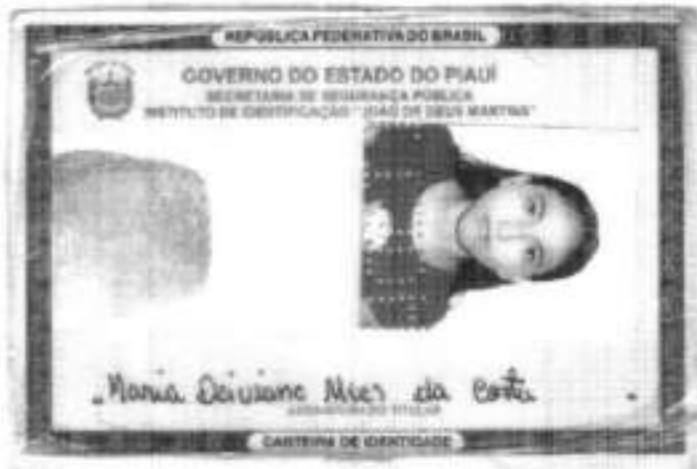 REPÚBLICA FEDERATIVA DO BRASIL
GOVERNO DO ESTADO DO PIAUÍ
SECRETARIA DE SEGURANÇA PÚBLICA
INSTITUTO DE IDENTIFICAÇÃO "JOÃO DE DEUS MARTINS"
Maria da Costa
ASSINATURA DO TITULAR
CARTEIRA DE IDENTIDADE